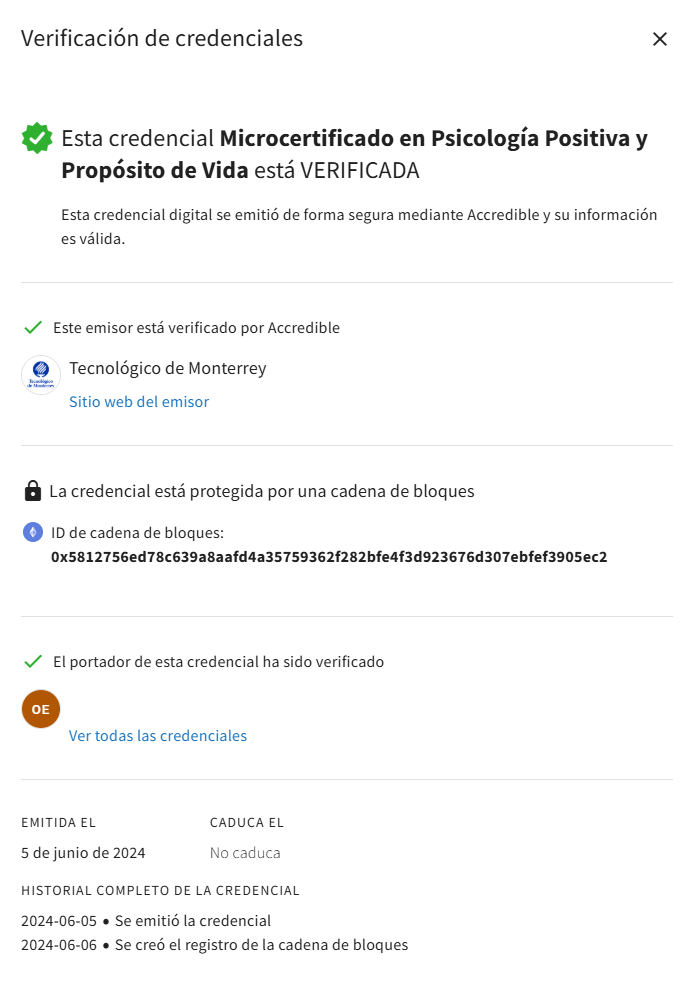 Verificación de credenciales
Esta credencial Microcertificado en Psicología Positiva y
Propósito de Vida está VERIFICADA
Esta credencial digital se emitió de forma segura mediante Accredible y su información
es válida.
Este emisor está verificado por Accredible
Tecnológico de Monterrey
Tecnológico
de Monterrey
Sitio web del emisor
La credencial está protegida por una cadena de bloques
ID de cadena de bloques:
0x5812756ed78c639a8aafd4a35759362f282bfe4f3d923676d307ebfef3905ec2
El portador de esta credencial ha sido verificado
OE
Ver todas las credenciales
EMITIDA EL
CADUCA EL
5 de junio de 2024
No caduca
HISTORIAL COMPLETO DE LA CREDENCIAL
2024-06-05 • Se emitió la credencial
2024-06-06 • Se creó el registro de la cadena de bloques